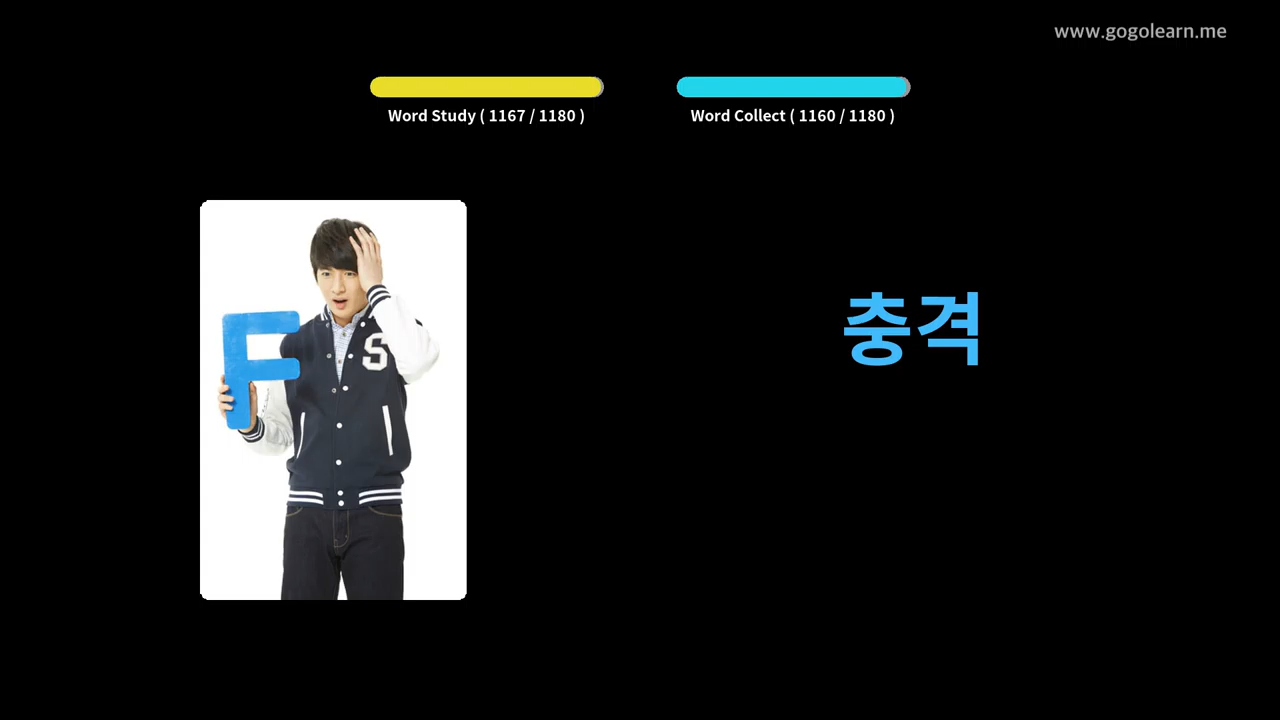 www.gogolearn.me
Word Study ( 1167 / 1180 )
Word Collect ( 1160 / 1180 )
F
S
충격